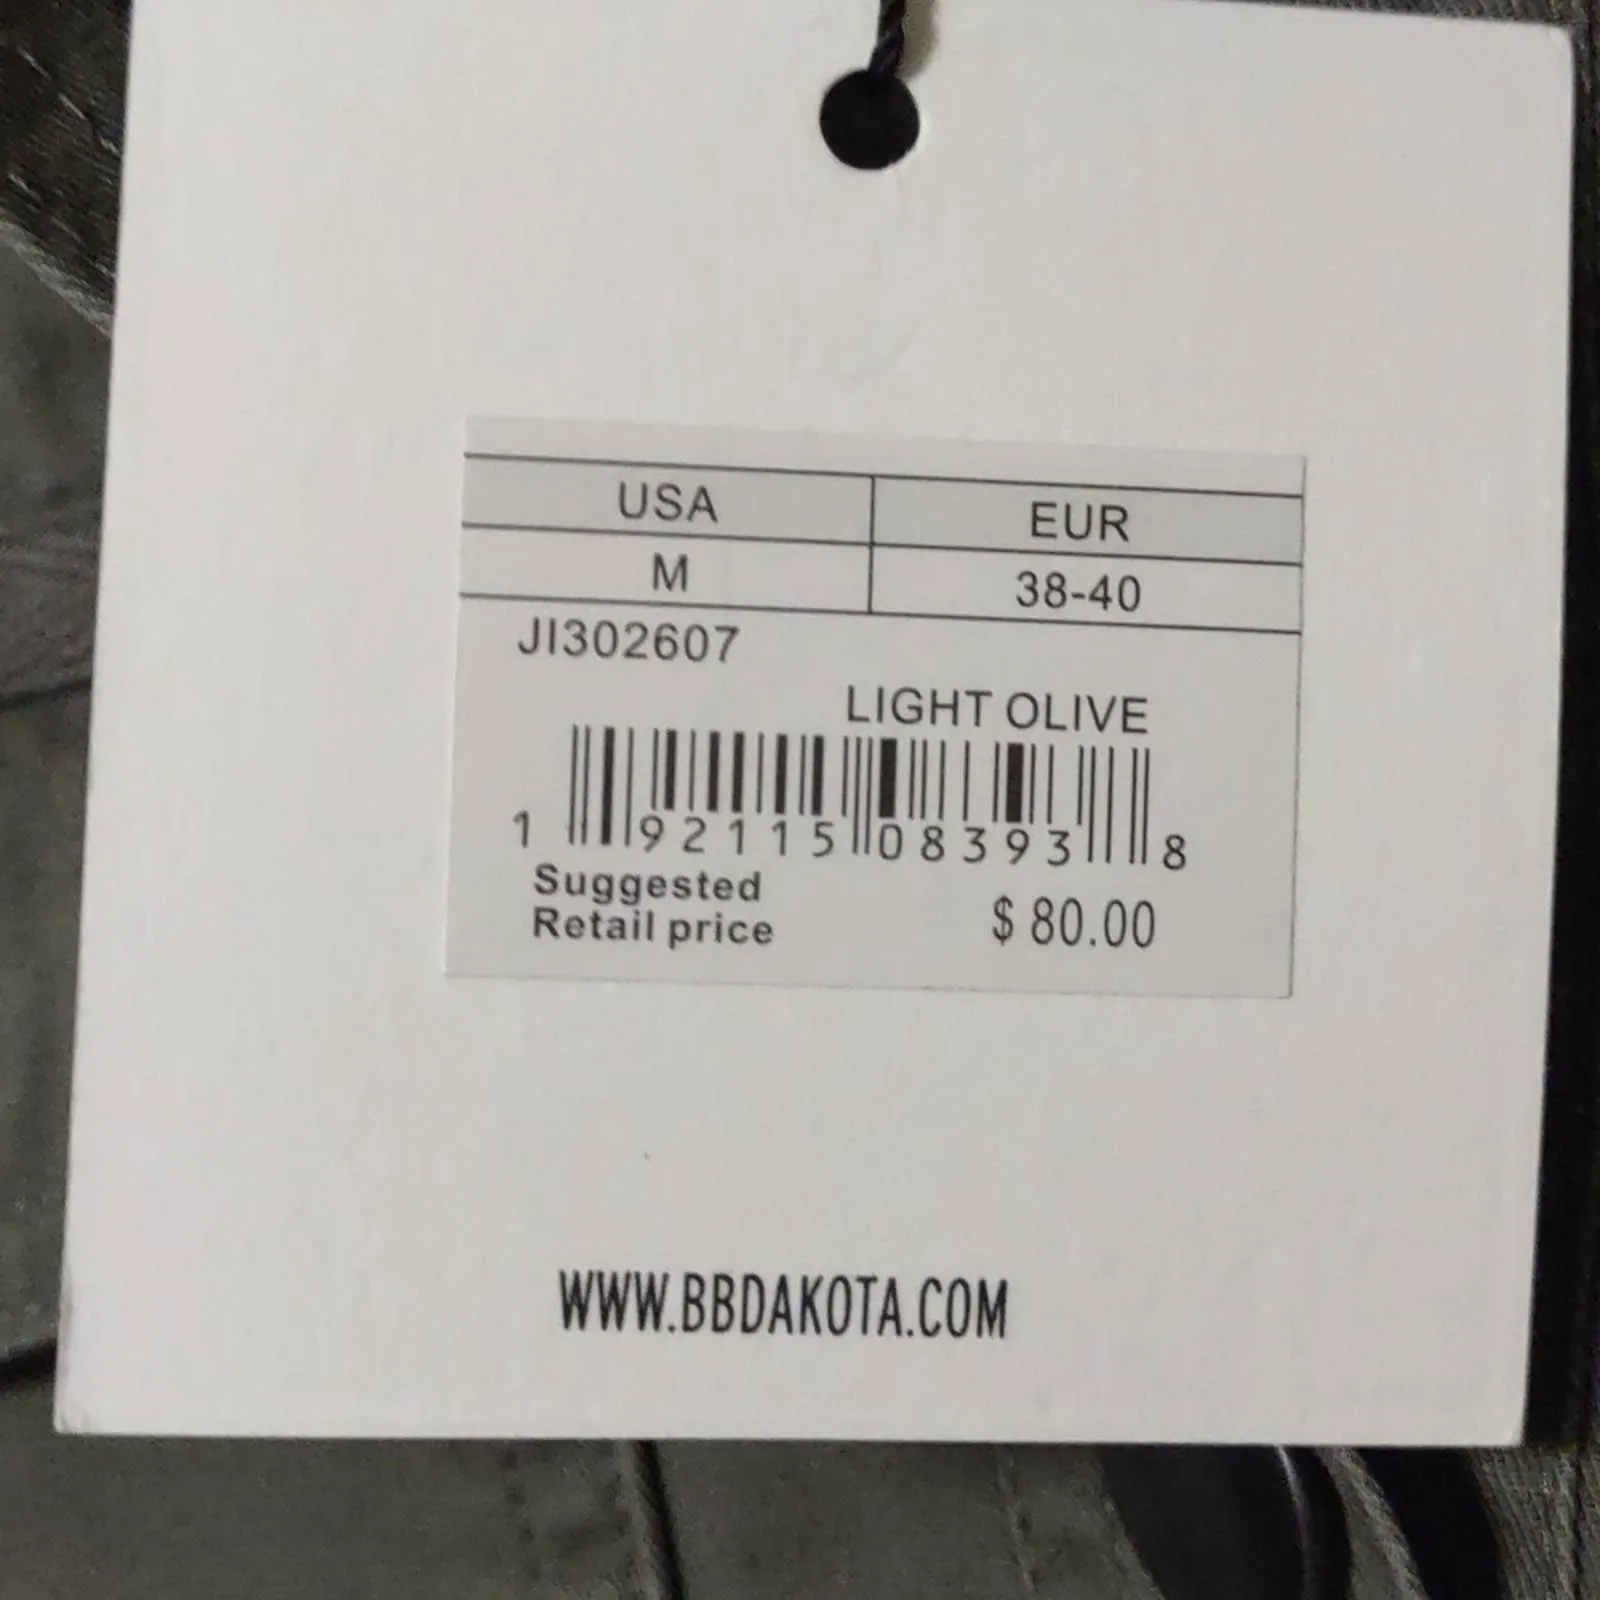 USA EUR
M 38-40
JI302607
LIGHT OLIVE
1 92115 08393 8
Suggested
Retail price $ 80.00
WWW.BBDAKOTA.COM